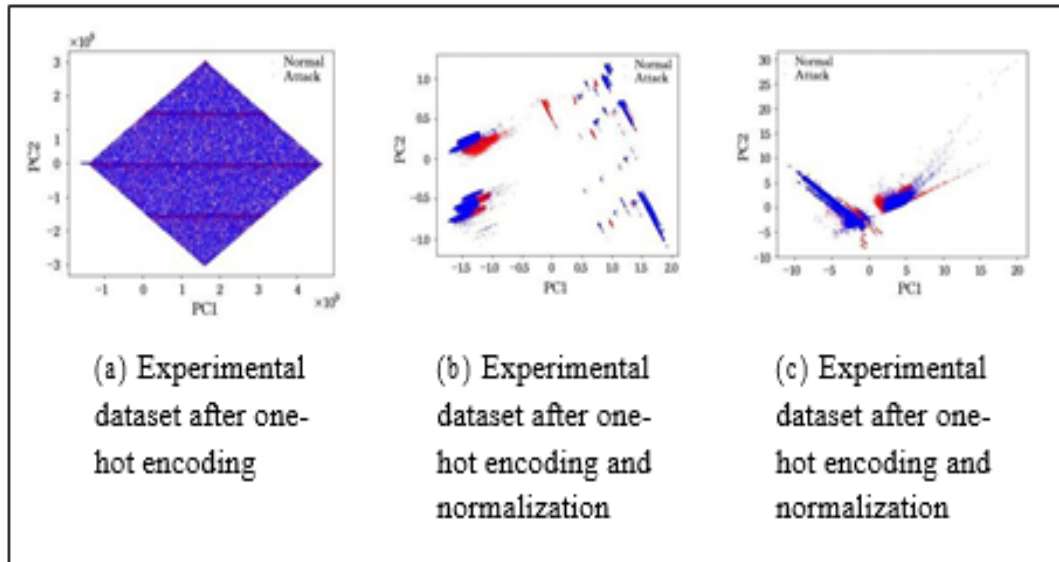 ×10⁹
Normal
Attack
3
2
1
0
−1
−2
−3
PC2
−1
0
1
2
3
4
×10⁹
PC1
Normal
Attack
1.0
0.5
0
−0.5
−1.0
PC2
−1.5
−1.0
−0.5
0
0.5
1.0
1.5
2.0
PC1
Normal
Attack
30
25
20
15
10
5
0
−5
−10
PC2
−10
−5
0
5
10
15
20
PC1
(a) Experimental
dataset after one-
hot encoding
(b) Experimental
dataset after one-
hot encoding and
normalization
(c) Experimental
dataset after one-
hot encoding and
normalization